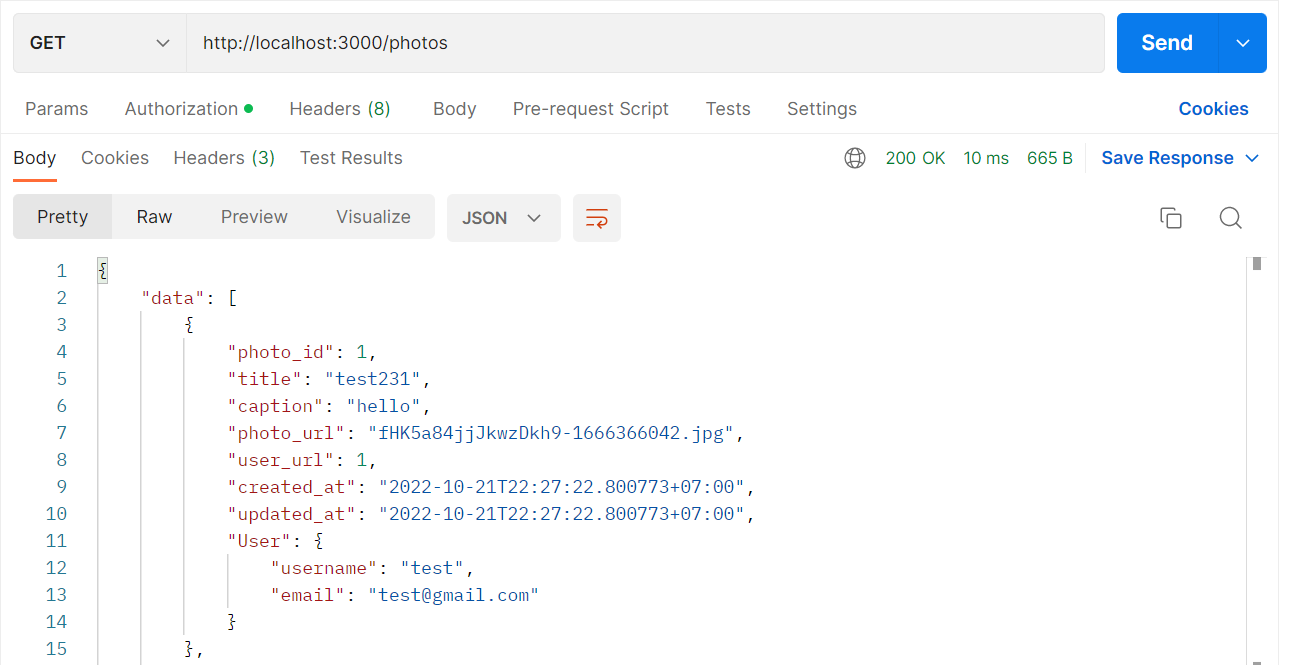 GET http://localhost:3000/photos Send
Params Authorization Headers (8) Body Pre-request Script Tests Settings Cookies
Body Cookies Headers (3) Test Results 200 OK 10 ms 665 B Save Response
Pretty Raw Preview Visualize JSON
1 {
2 "data": [
3 {
4 "photo_id": 1,
5 "title": "test231",
6 "caption": "hello",
7 "photo_url": "fHK5a84jjJkwzDkh9-1666366042.jpg",
8 "user_url": 1,
9 "created_at": "2022-10-21T22:27:22.800773+07:00",
10 "updated_at": "2022-10-21T22:27:22.800773+07:00",
11 "User": {
12 "username": "test",
13 "email": "test@gmail.com"
14 }
15 },